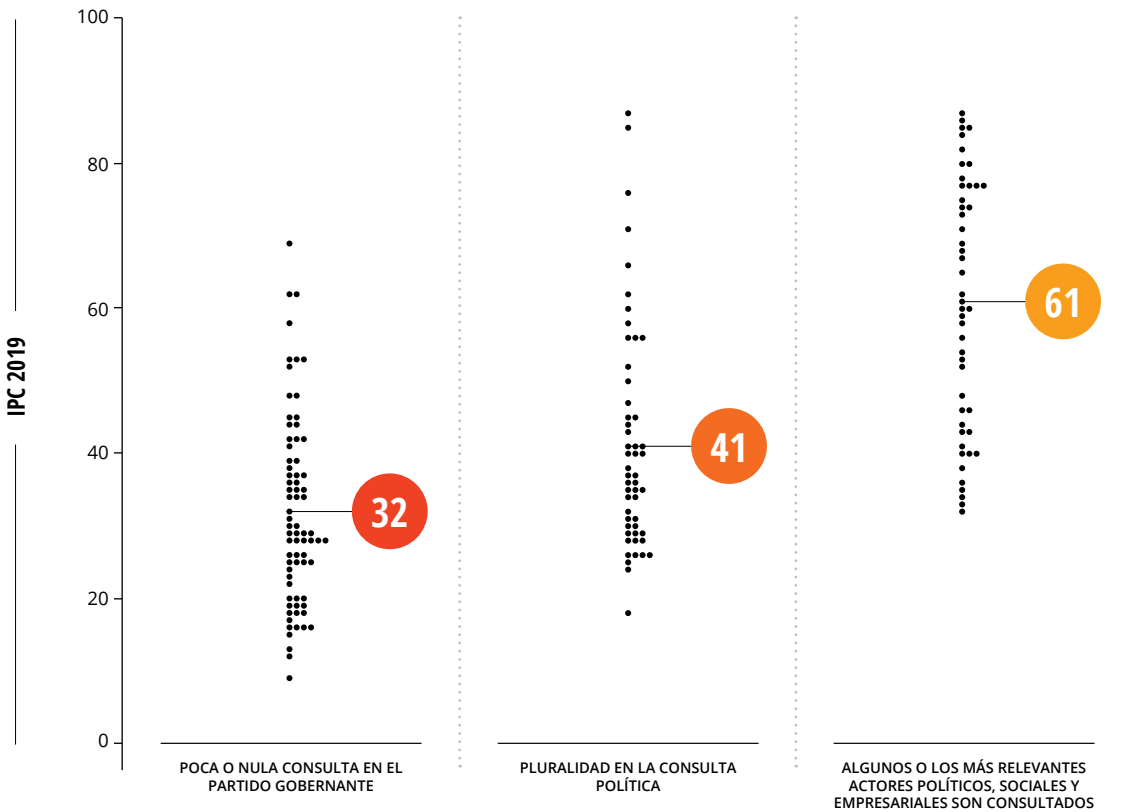 IPC 2019
100
80
60
40
20
0
32
41
61
POCA O NULA CONSULTA EN EL
PARTIDO GOBERNANTE
PLURALIDAD EN LA CONSULTA
POLÍTICA
ALGUNOS O LOS MÁS RELEVANTES
ACTORES POLÍTICOS, SOCIALES Y
EMPRESARIALES SON CONSULTADOS